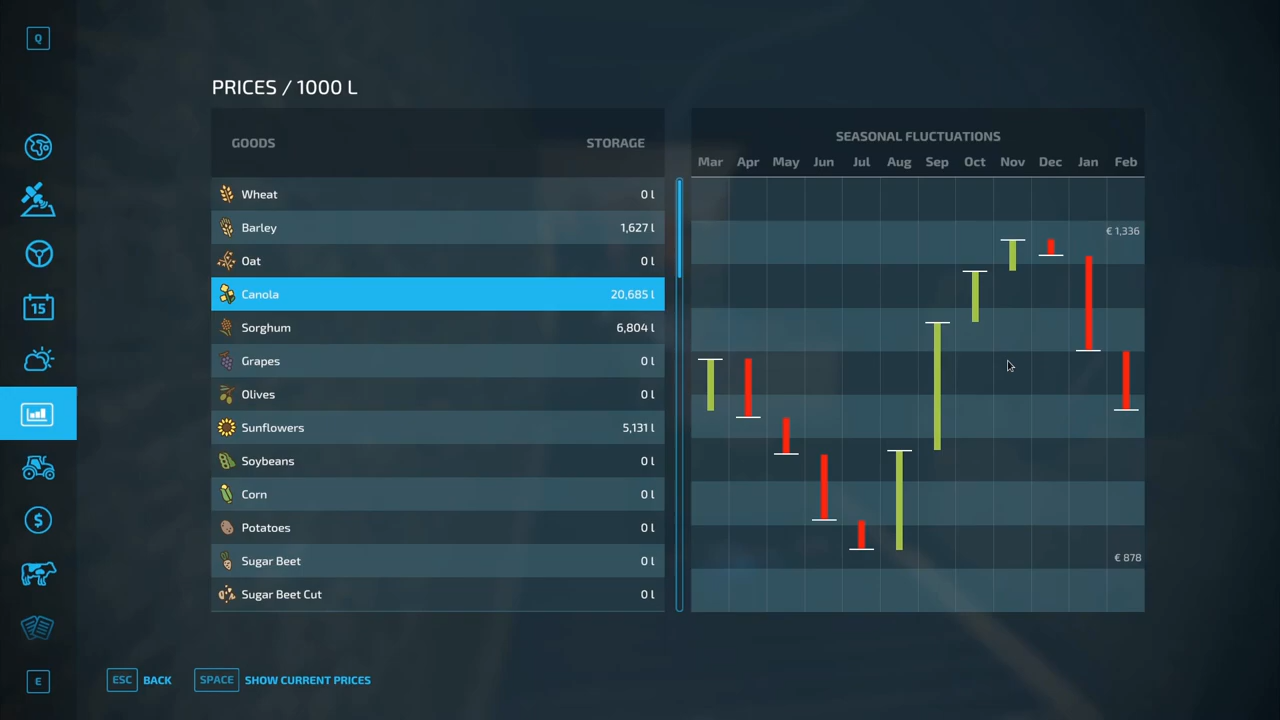 Q
PRICES / 1000 L
GOODS STORAGE
SEASONAL FLUCTUATIONS
Mar Apr May Jun Jul Aug Sep Oct Nov Dec Jan Feb
Wheat 0 l
Barley 1,627 l
€ 1,336
Oat 0 l
Canola 20,685 l
15
Sorghum 6,804 l
Grapes 0 l
Olives 0 l
Sunflowers 5,131 l
Soybeans 0 l
Corn 0 l
Potatoes 0 l
$
Sugar Beet 0 l
€ 878
Sugar Beet Cut 0 l
E
ESC BACK SPACE SHOW CURRENT PRICES